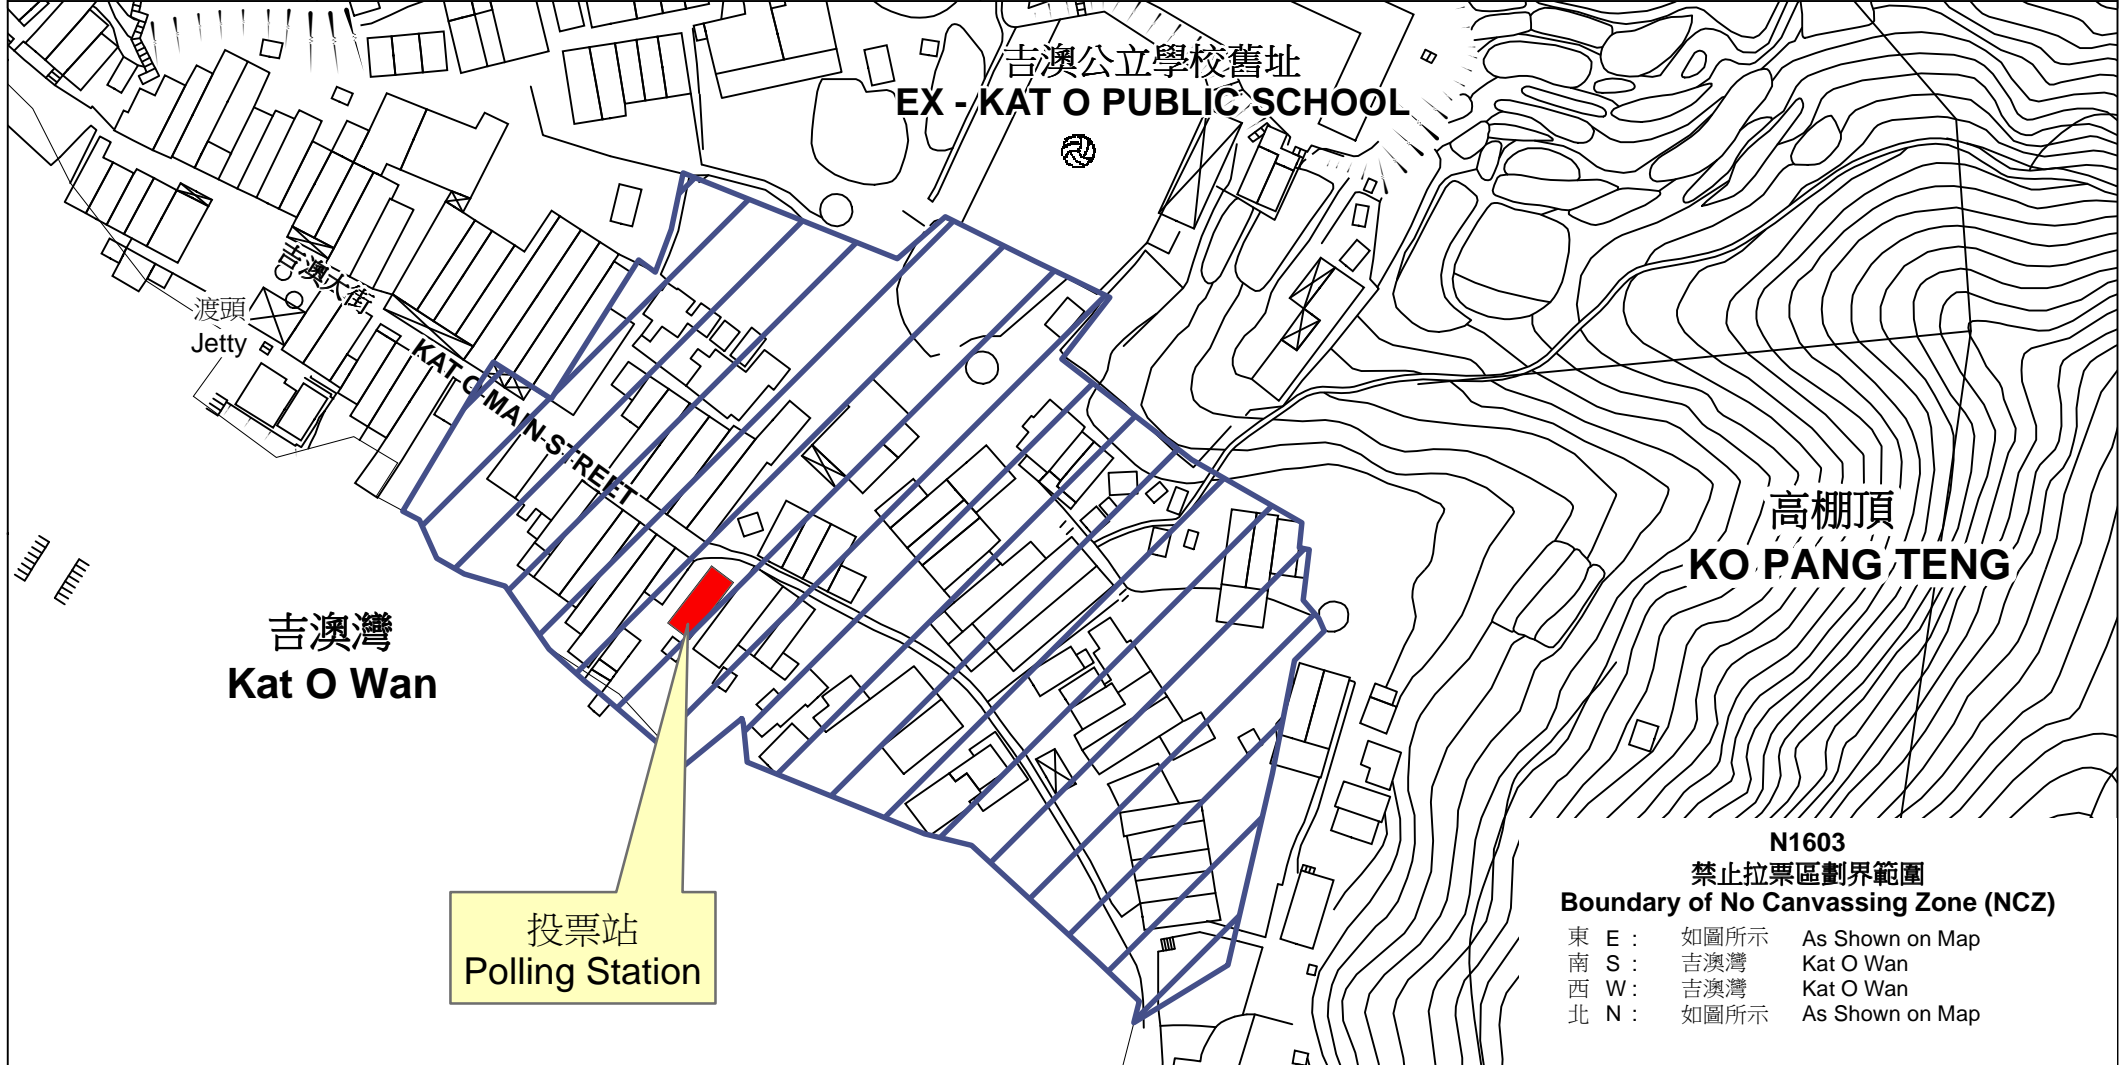 吉澳公立學校舊址
EX - KAT O PUBLIC SCHOOL
吉澳大街
KAT O MAIN STREET
渡頭
Jetty
高棚頂
KO PANG TENG
吉澳灣
Kat O Wan
投票站
Polling Station
N1603
禁止拉票區劃界範圍
Boundary of No Canvassing Zone (NCZ)
東 E : 如圖所示 As Shown on Map
南 S : 吉澳灣 Kat O Wan
西 W : 吉澳灣 Kat O Wan
北 N : 如圖所示 As Shown on Map